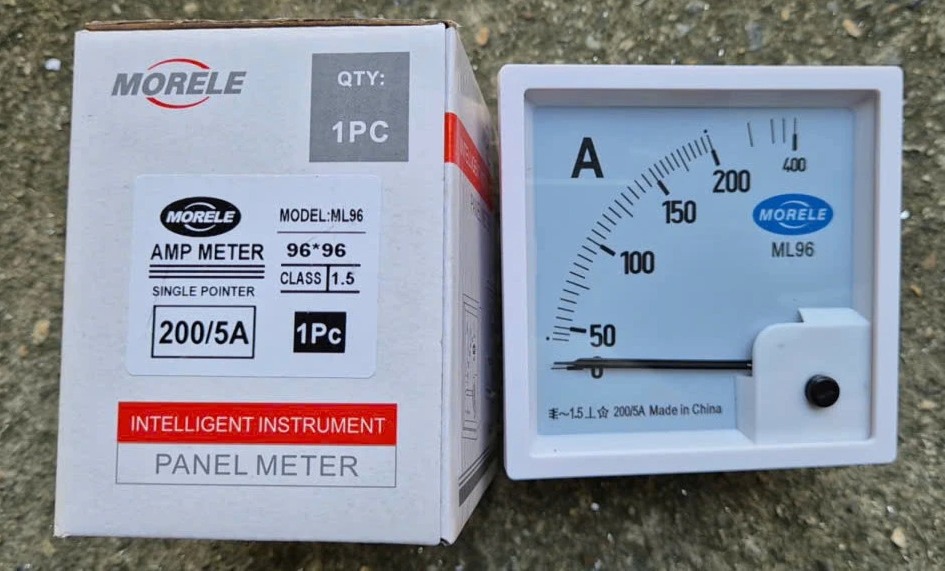 MORELE
QTY:
1PC
MORELE
MODEL:ML96
AMP METER
96*96
CLASS 1.5
SINGLE POINTER
200/5A
1Pc
INTELLIGENT INSTRUMENT
PANEL METER
A
400
200
150
100
50
0
MORELE
ML96
~1.5⊥☆ 200/5A Made in China